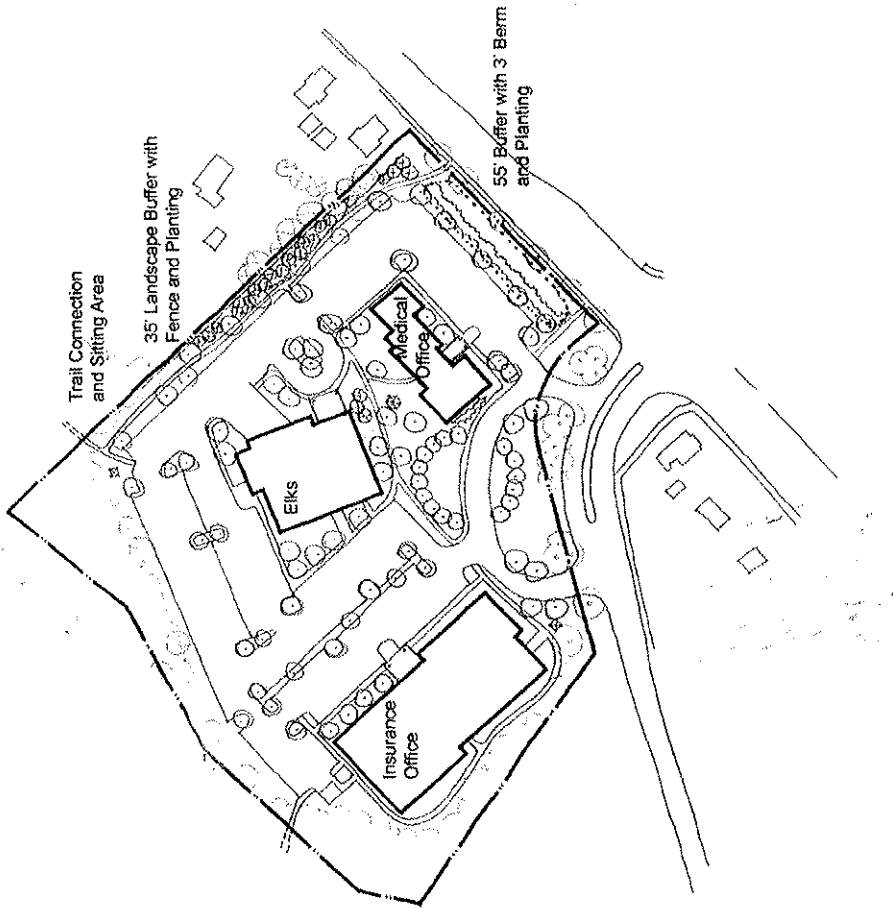 Trail Connection
and Sitting Area
35' Landscape Buffer with
Fence and Planting
55' Buffer with 3' Berm
and Planting
Elks
Medical
Office
Insurance
Office